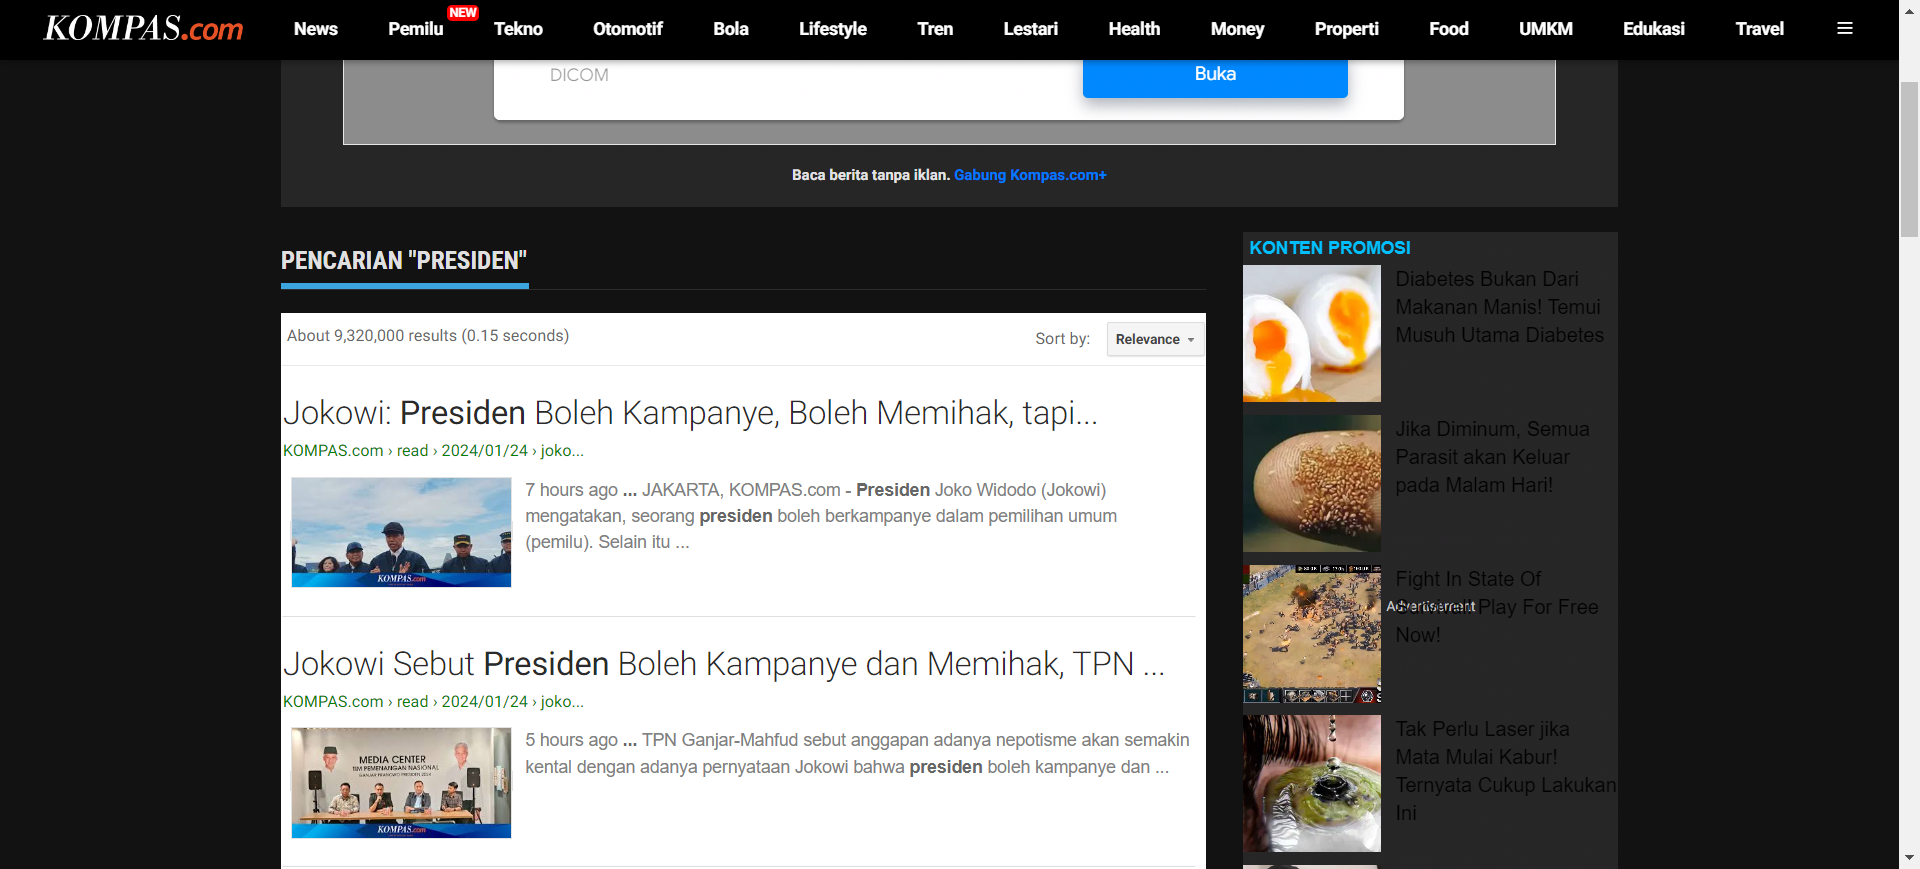 KOMPAS.com
News
Pemilu
NEW
Tekno
Otomotif
Bola
Lifestyle
Tren
Lestari
Health
Money
Properti
Food
UMKM
Edukasi
Travel
DICOM
Buka
Baca berita tanpa iklan. Gabung Kompas.com+
PENCARIAN "PRESIDEN"
About 9,320,000 results (0.15 seconds)
Sort by:
Relevance
Jokowi: Presiden Boleh Kampanye, Boleh Memihak, tapi...
KOMPAS.com › read › 2024/01/24 › joko...
7 hours ago ... JAKARTA, KOMPAS.com - Presiden Joko Widodo (Jokowi)
mengatakan, seorang presiden boleh berkampanye dalam pemilihan umum
(pemilu). Selain itu ...
KOMPAS.com
Jokowi Sebut Presiden Boleh Kampanye dan Memihak, TPN ...
KOMPAS.com › read › 2024/01/24 › joko...
MEDIA CENTER
TIM PEMENANGAN NASIONAL
GANJAR PRANOWO PRESIDEN 2024
KOMPAS.com
5 hours ago ... TPN Ganjar-Mahfud sebut anggapan adanya nepotisme akan semakin
kental dengan adanya pernyataan Jokowi bahwa presiden boleh kampanye dan ...
KONTEN PROMOSI
Diabetes Bukan Dari
Makanan Manis! Temui
Musuh Utama Diabetes
Jika Diminum, Semua
Parasit akan Keluar
pada Malam Hari!
Fight In State Of
Survival! Play For Free
Now!
Advertisement
Tak Perlu Laser jika
Mata Mulai Kabur!
Ternyata Cukup Lakukan
Ini